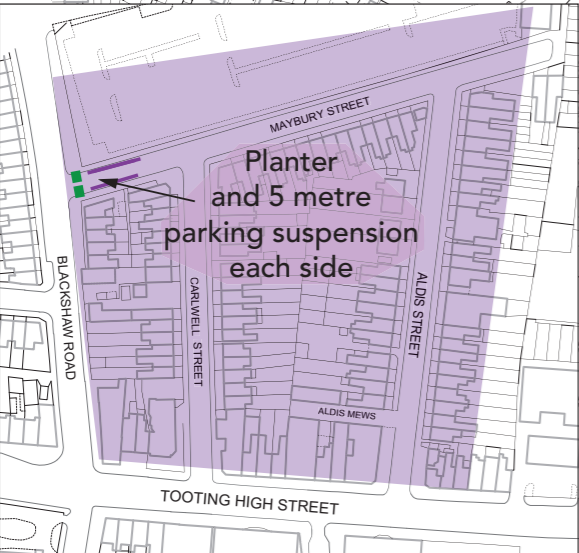 MAYBURY STREET
Planter
and 5 metre
parking suspension
each side
BLACKSHAW ROAD
CARLWELL STREET
ALDIS STREET
ALDIS MEWS
TOOTING HIGH STREET